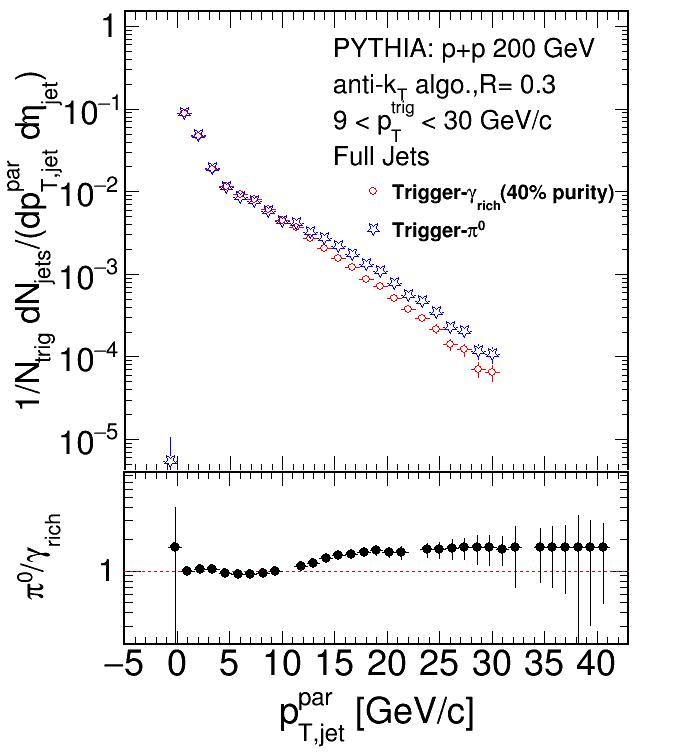 1/N_trig dN_jets/(dp^par_T,jet dη_jet)
1
10^−1
10^−2
10^−3
10^−4
10^−5
PYTHIA: p+p 200 GeV
anti-k_T algo.,R= 0.3
9 < p_T^trig < 30 GeV/c
Full Jets
Trigger-γ_rich(40% purity)
Trigger-π^0
π^0/γ_rich
1
−5 0 5 10 15 20 25 30 35 40
p^par_T,jet [GeV/c]